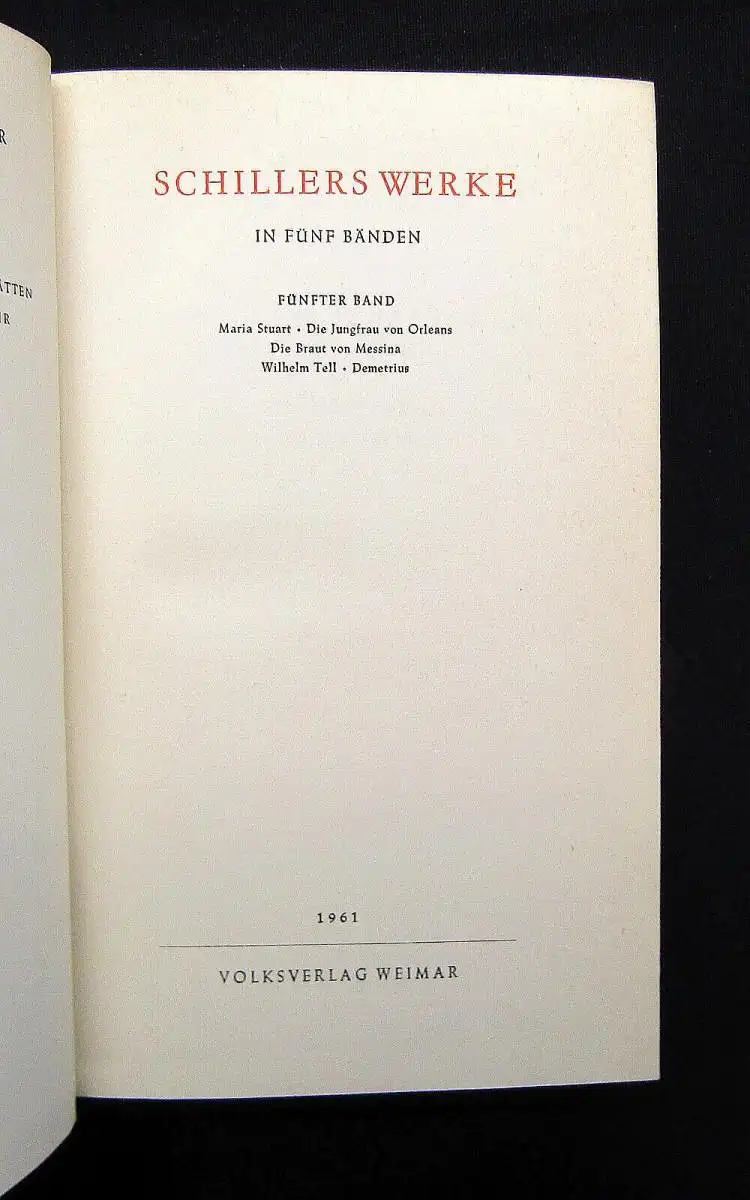 R
ÄTTEN
R
SCHILLERS WERKE
IN FÜNF BÄNDEN
FÜNFTER BAND
Maria Stuart · Die Jungfrau von Orleans
Die Braut von Messina
Wilhelm Tell · Demetrius
1961
VOLKSVERLAG WEIMAR